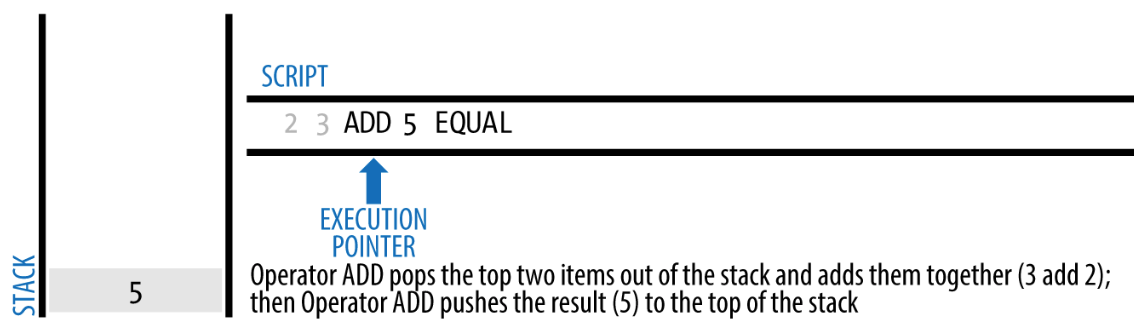 SCRIPT
2 3 ADD 5 EQUAL
EXECUTION
POINTER
STACK
5
Operator ADD pops the top two items out of the stack and adds them together (3 add 2);
then Operator ADD pushes the result (5) to the top of the stack